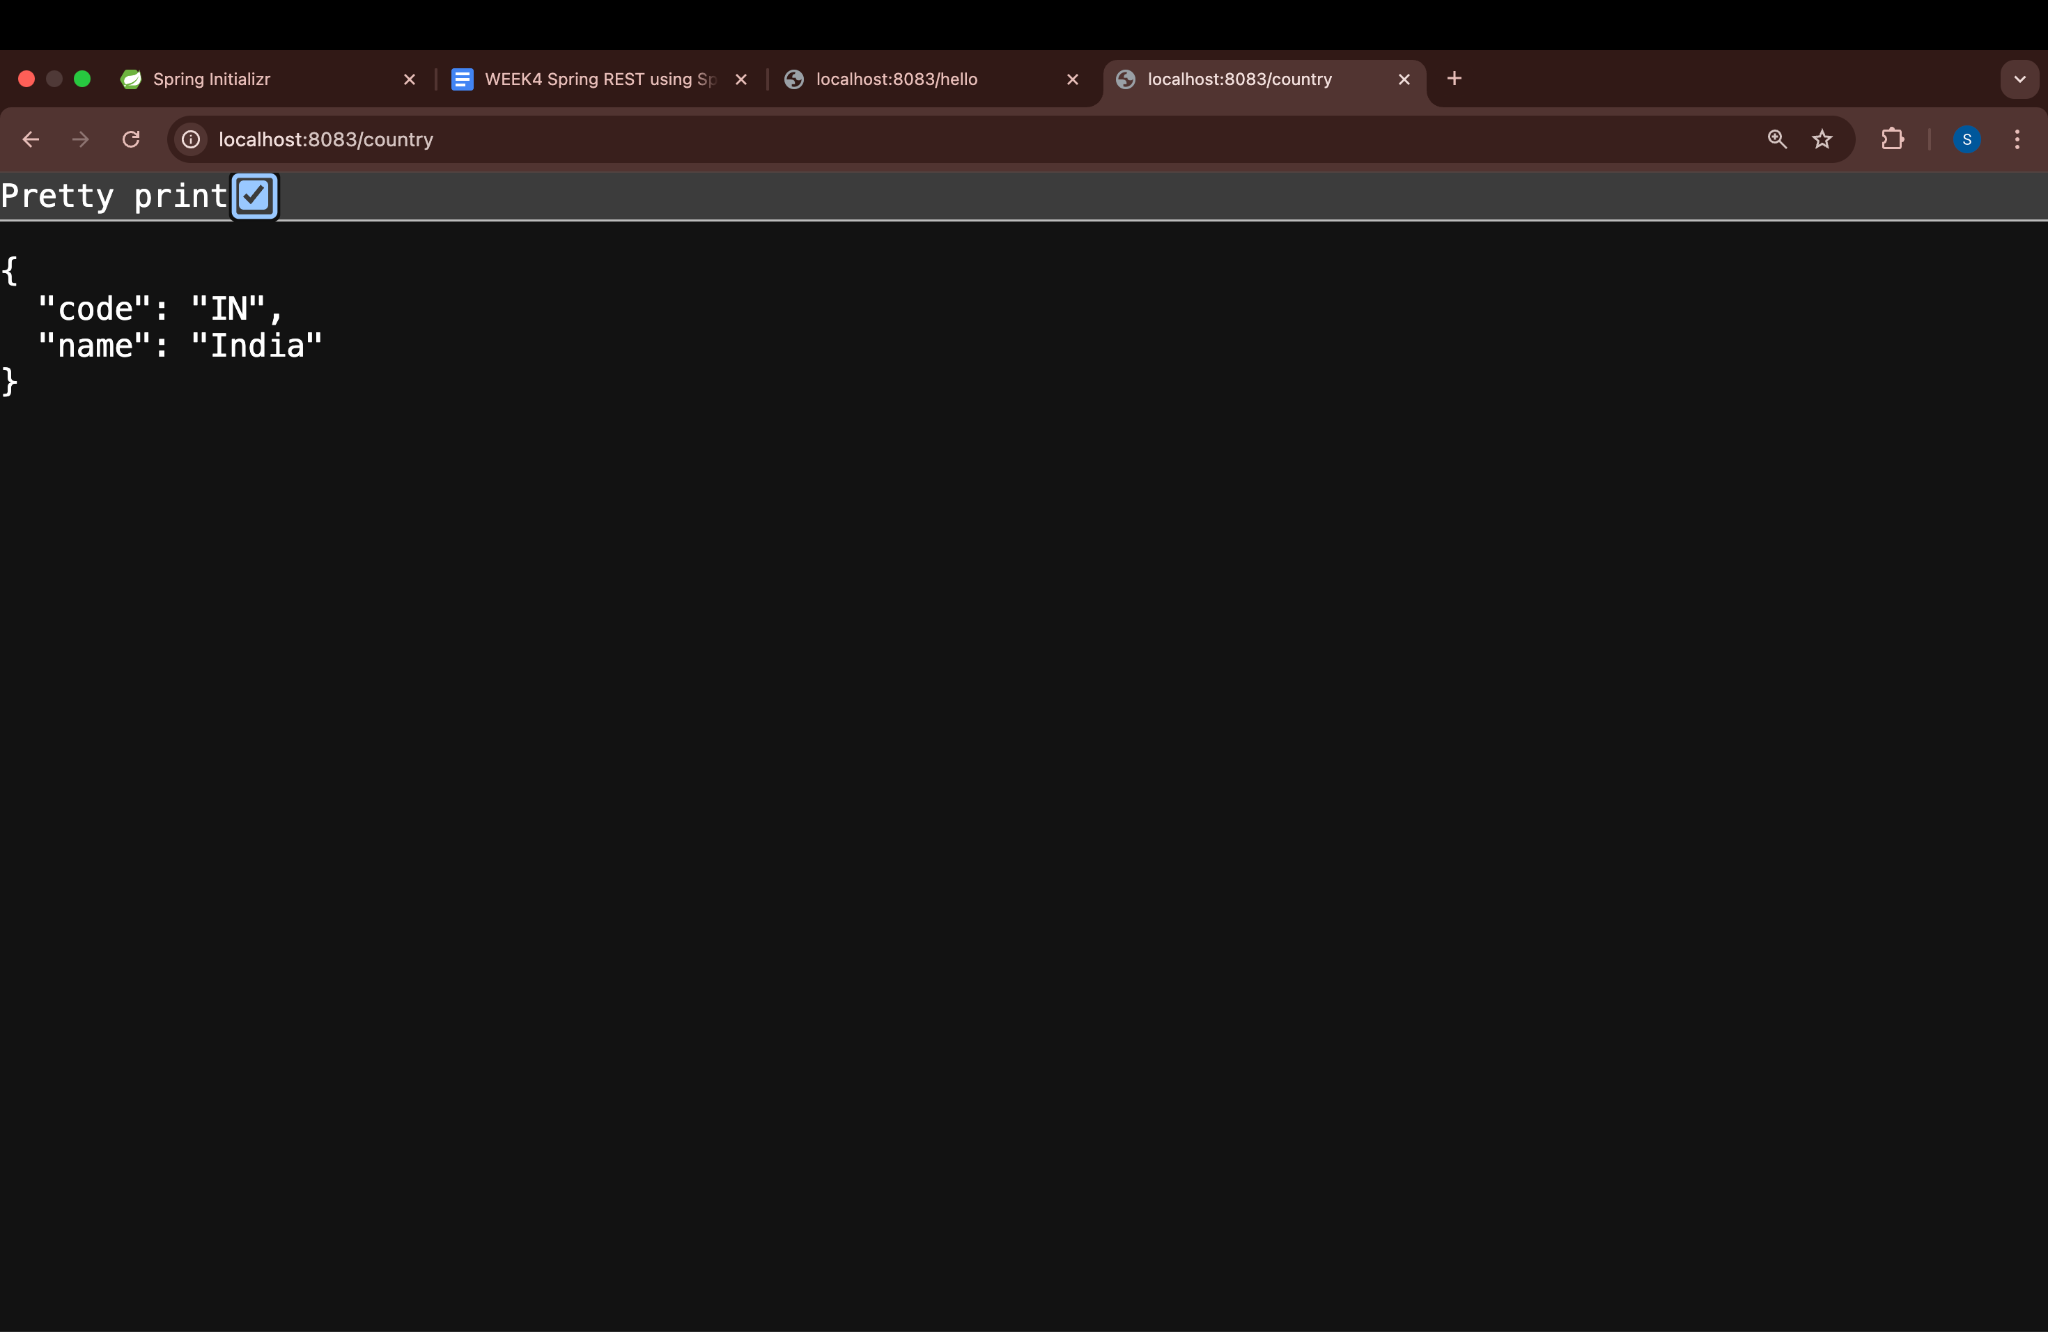 Spring Initializr
WEEK4 Spring REST using Sp
localhost:8083/hello
localhost:8083/country
localhost:8083/country
S
Pretty print
{
  "code": "IN",
  "name": "India"
}